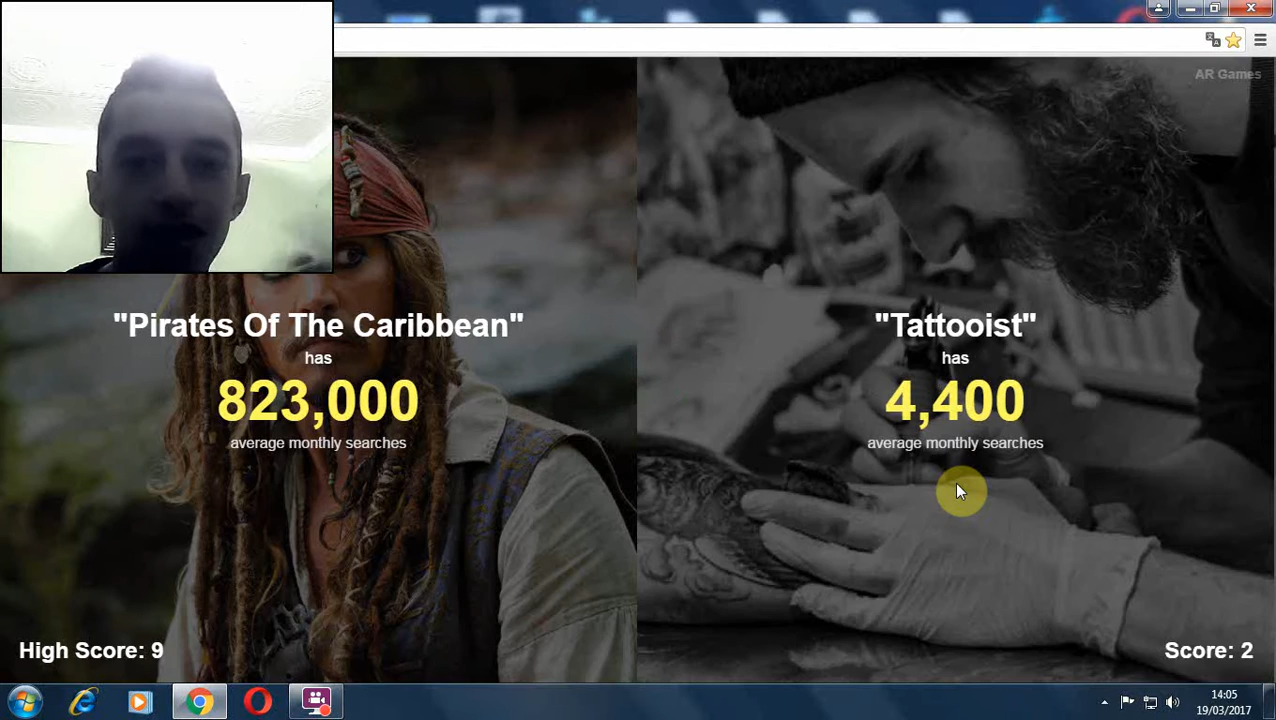 AR Games
"Pirates Of The Caribbean"
has
823,000
average monthly searches
"Tattooist"
has
4,400
average monthly searches
High Score: 9
Score: 2
14:05
19/03/2017